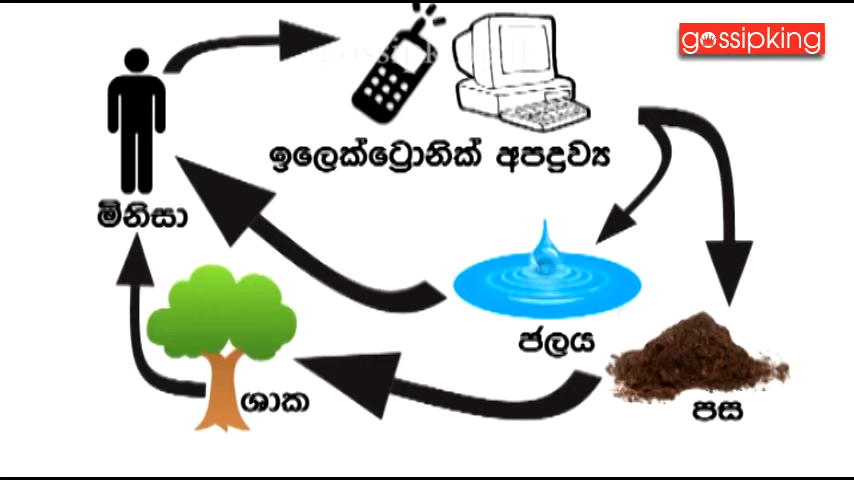 gossipking
ඉලෙක්ට්‍රොනික් අපද්‍රව්‍ය
මිනිසා
ජලය
ශාක
පස